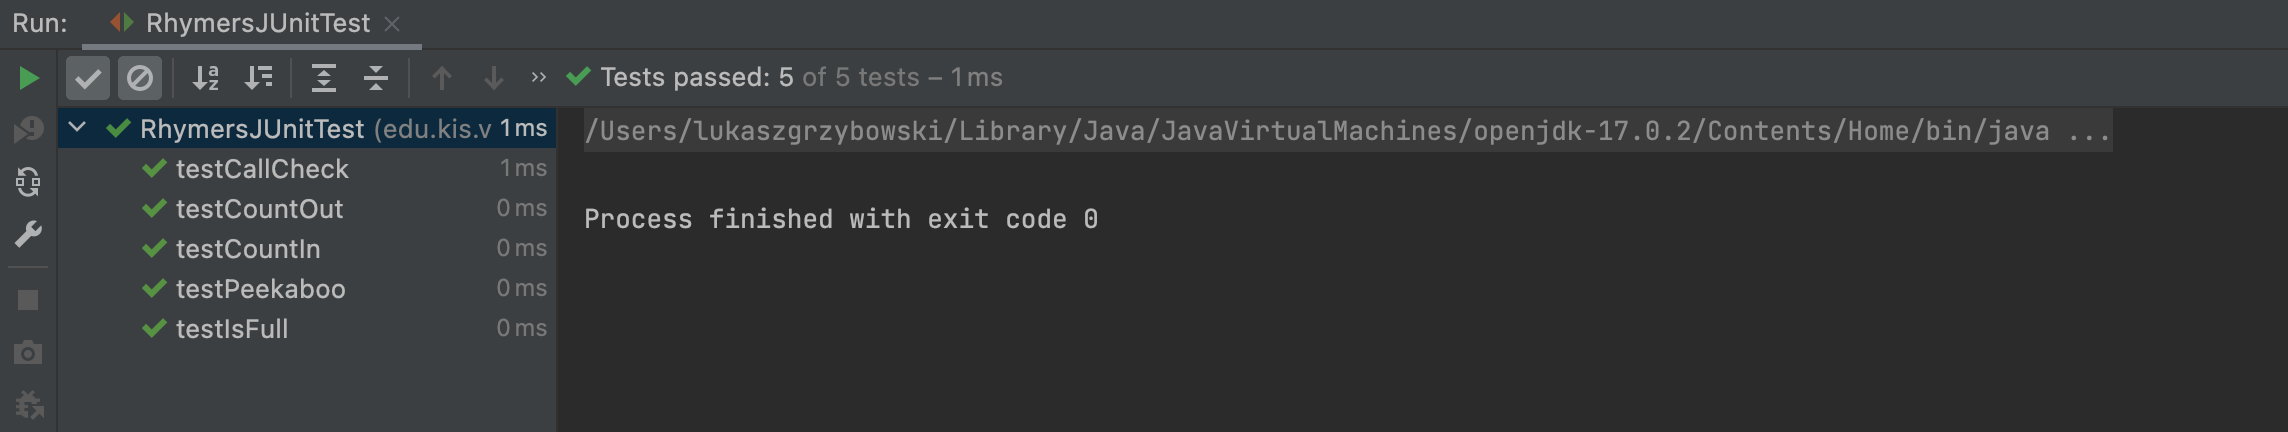 Run: RhymersJUnitTest
Tests passed: 5 of 5 tests – 1 ms
RhymersJUnitTest (edu.kis.v 1 ms
testCallCheck 1 ms
testCountOut 0 ms
testCountIn 0 ms
testPeekaboo 0 ms
testIsFull 0 ms
/Users/lukaszgrzybowski/Library/Java/JavaVirtualMachines/openjdk-17.0.2/Contents/Home/bin/java ...
Process finished with exit code 0